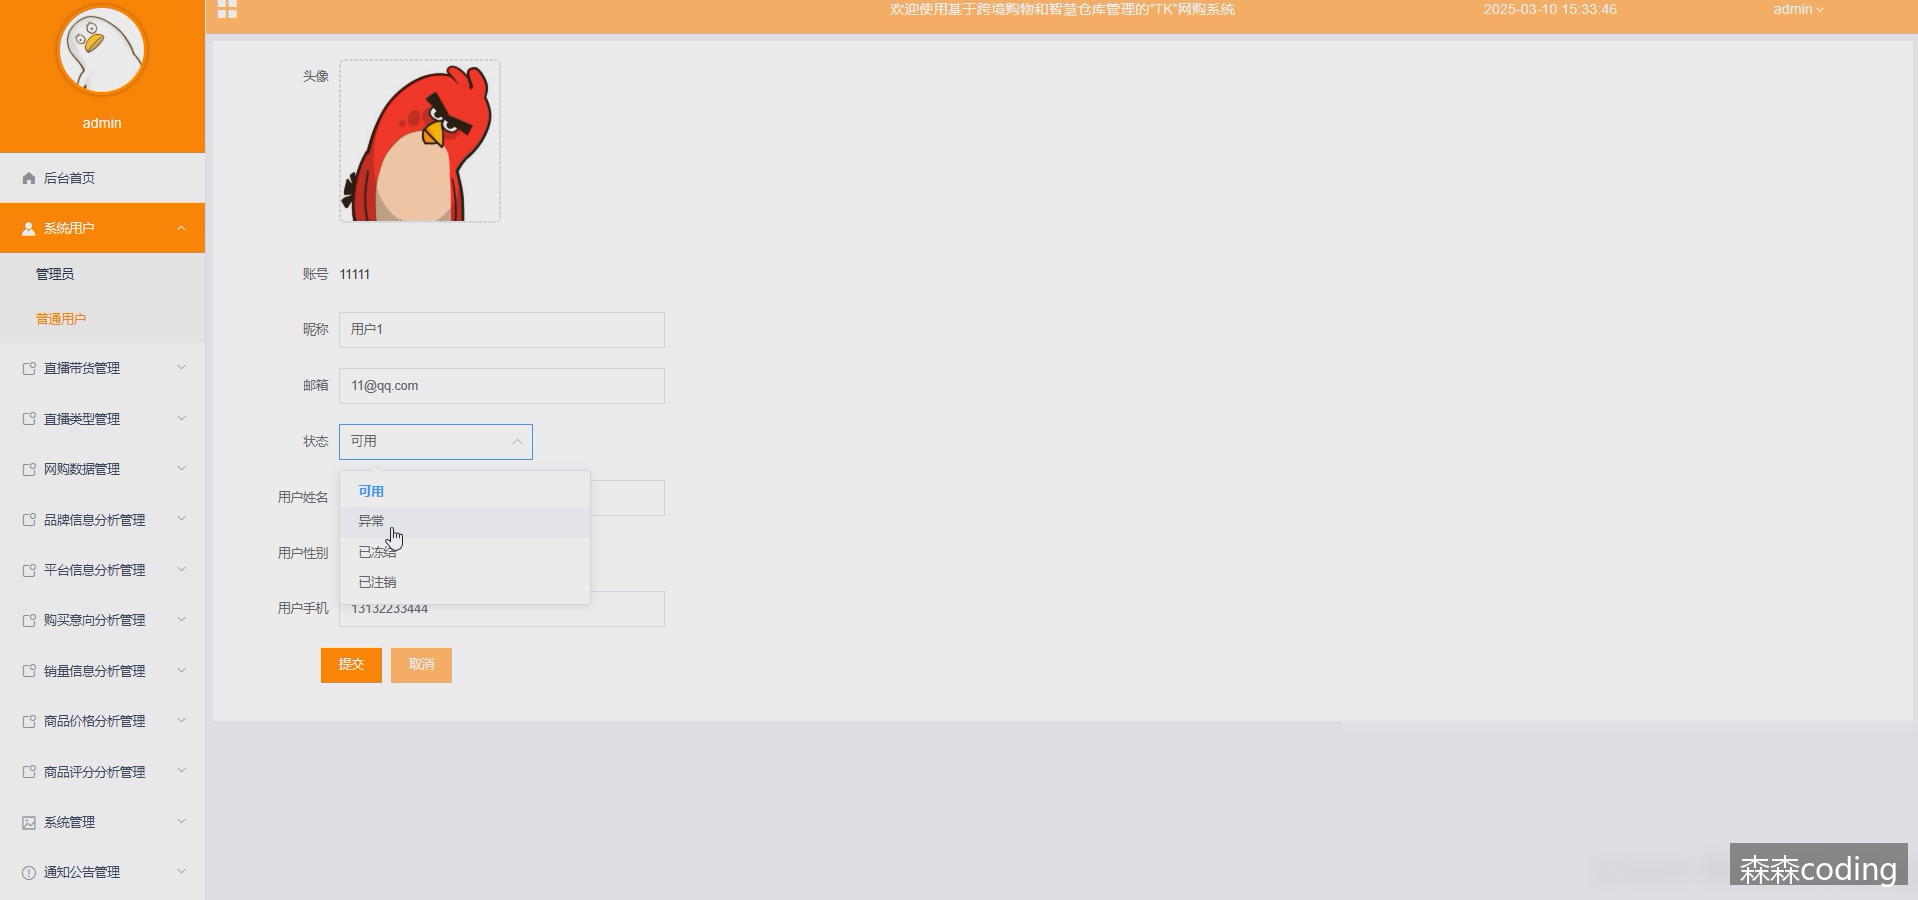 欢迎使用基于跨境购物和智慧仓库管理的“TK”网购系统
2025-03-10 15:33:46
admin
admin
后台首页
系统用户
管理员
普通用户
直播带货管理
直播类型管理
网购数据管理
品牌信息分析管理
平台信息分析管理
购买意向分析管理
销量信息分析管理
商品价格分析管理
商品评分分析管理
系统管理
通知公告管理
头像
账号 11111
昵称 用户1
邮箱 11@qq.com
状态 可用
可用
异常
已冻结
已注销
用户姓名
用户性别
用户手机 13132233444
提交 取消
森森coding